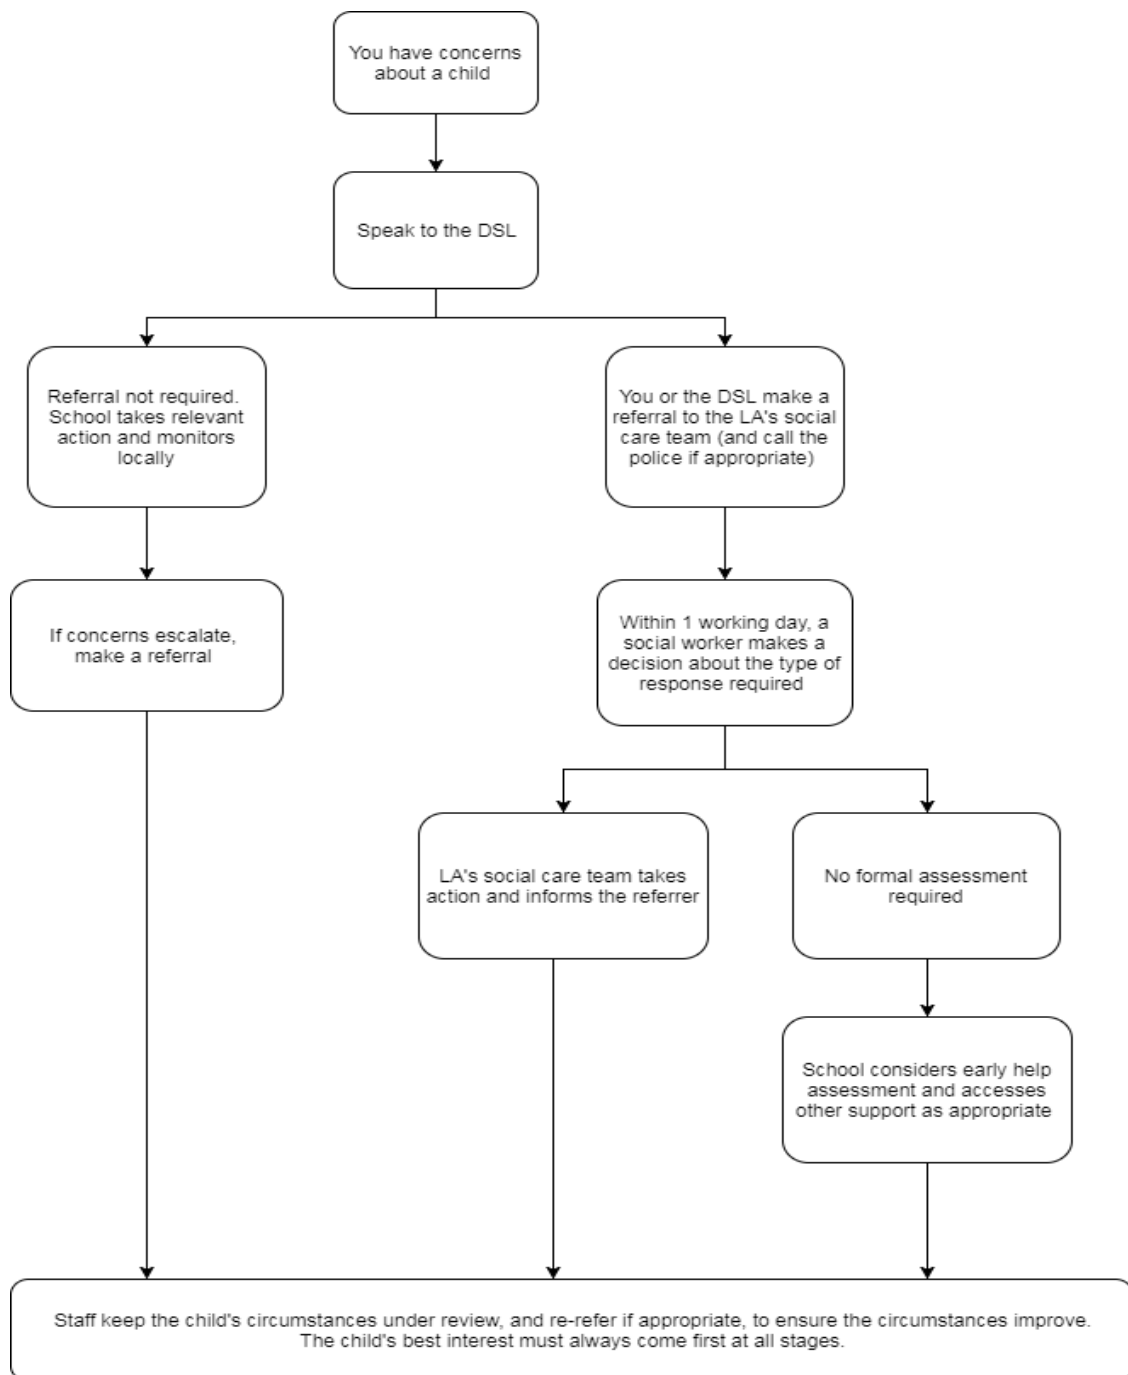 You have concerns
about a child
Speak to the DSL
Referral not required.
School takes relevant
action and monitors
locally
You or the DSL make a
referral to the LA's social
care team (and call the
police if appropriate)
If concerns escalate,
make a referral
Within 1 working day, a
social worker makes a
decision about the type of
response required
LA's social care team takes
action and informs the referrer
No formal assessment
required
School considers early help
assessment and accesses
other support as appropriate
Staff keep the child's circumstances under review, and re-refer if appropriate, to ensure the circumstances improve.
The child's best interest must always come first at all stages.